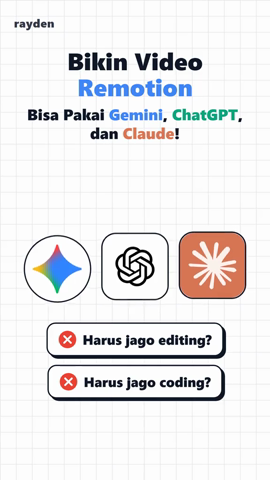 rayden
Bikin Video
Remotion
Bisa Pakai Gemini, ChatGPT,
dan Claude!
Harus jago editing?
Harus jago coding?